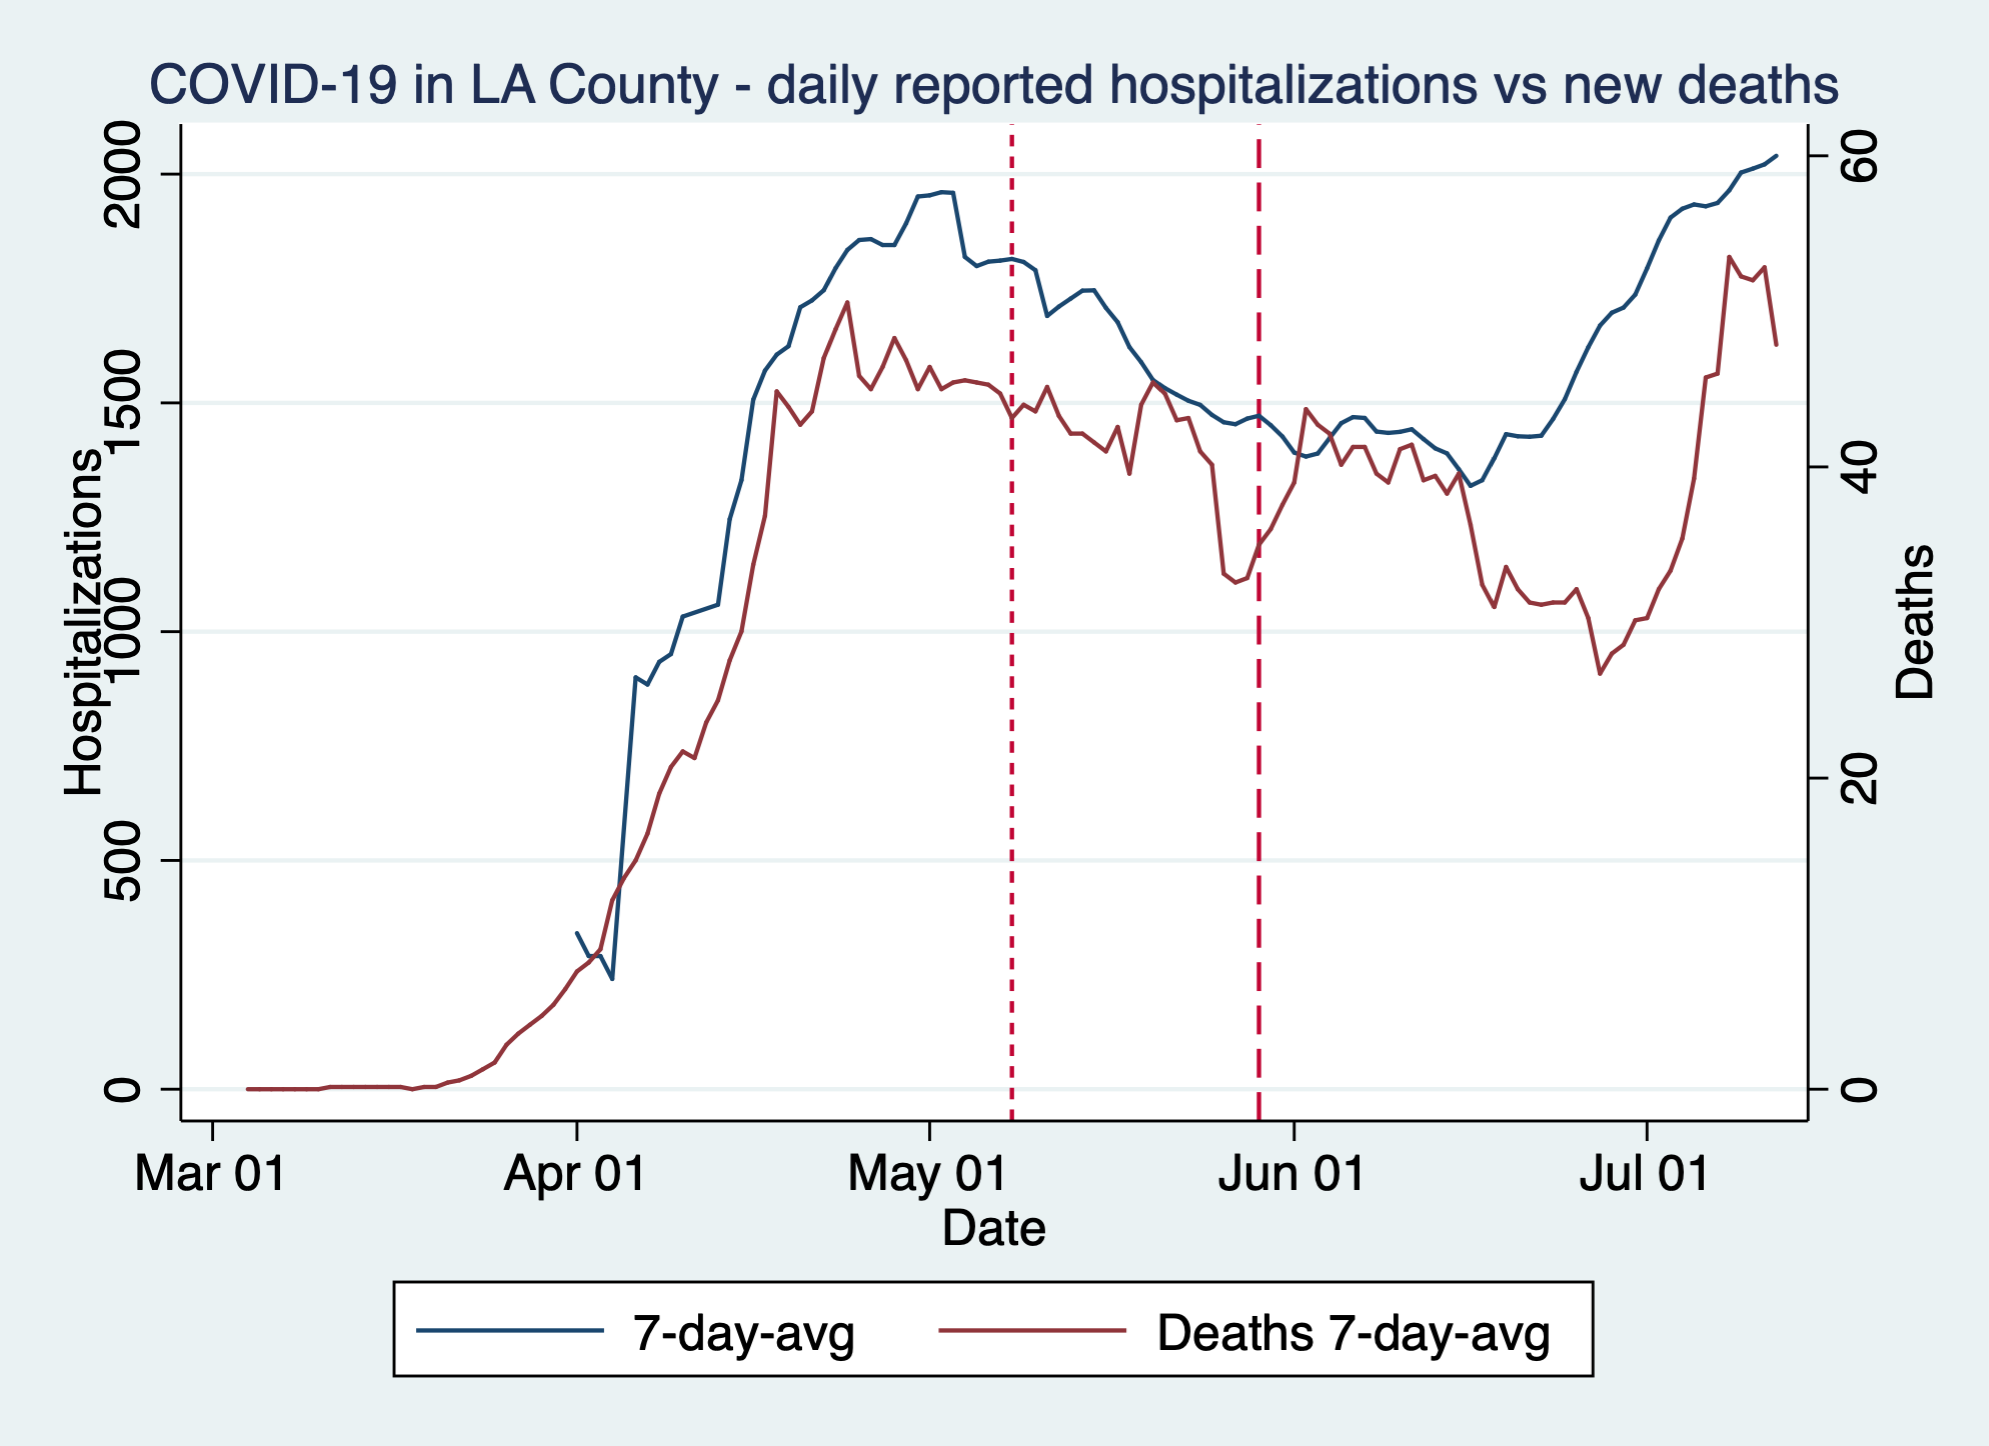 COVID-19 in LA County - daily reported hospitalizations vs new deaths
Hospitalizations
2000
1500
1000
500
0
60
40
20
0
Deaths
Mar 01 Apr 01 May 01 Jun 01 Jul 01
Date
7-day-avg Deaths 7-day-avg